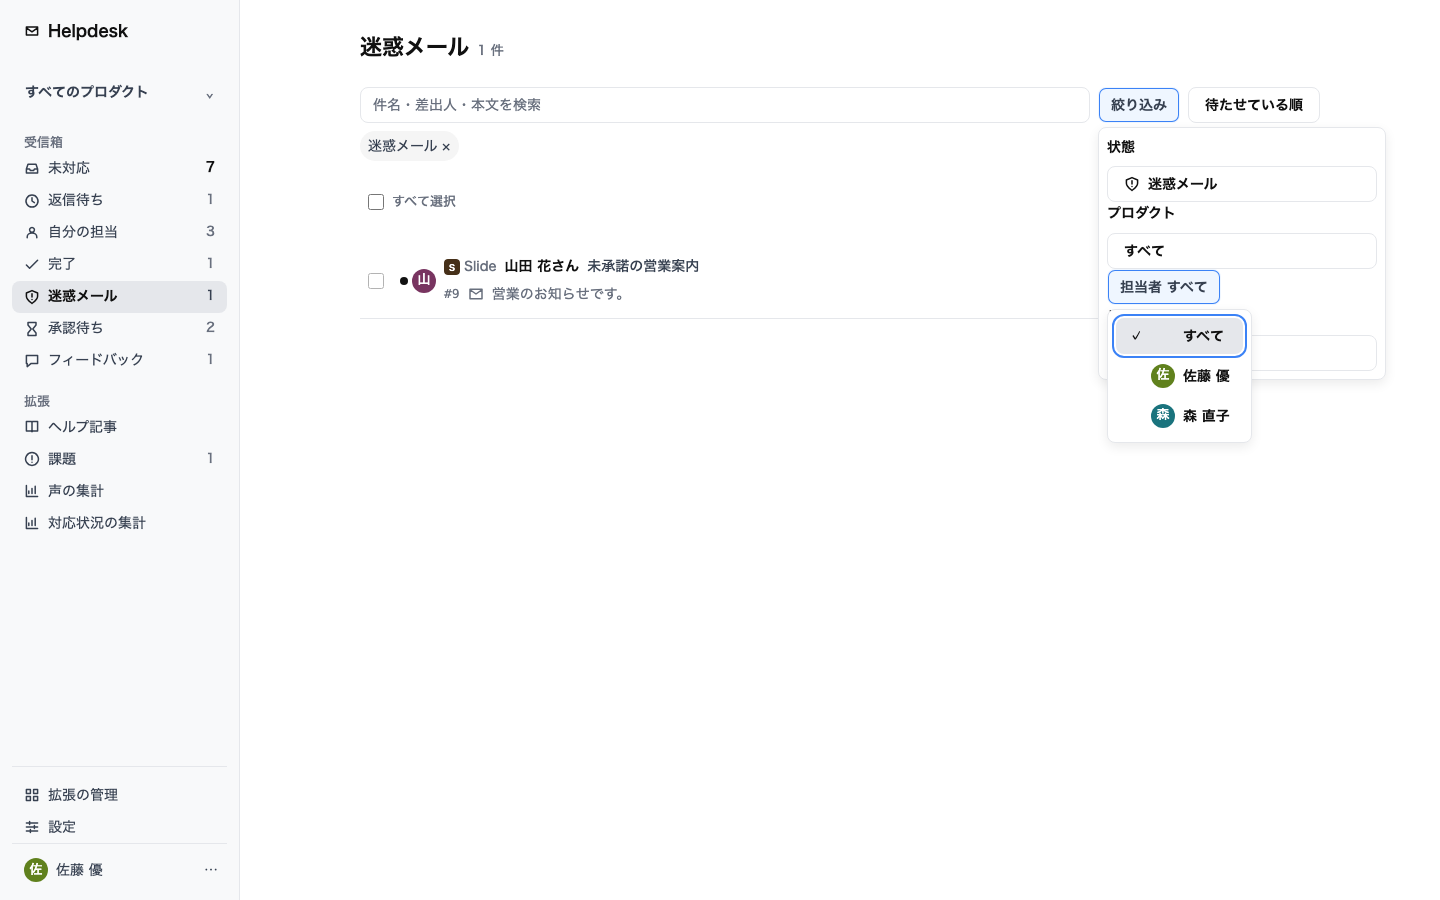 Helpdesk
すべてのプロダクト
受信箱
未対応 7
返信待ち 1
自分の担当 3
完了 1
迷惑メール 1
承認待ち 2
フィードバック 1
拡張
ヘルプ記事
課題 1
声の集計
対応状況の集計
拡張の管理
設定
佐 佐藤 優 ...
迷惑メール 1 件
件名・差出人・本文を検索 絞り込み 待たせている順
迷惑メール ×
すべて選択
山 S Slide 山田 花さん 未承諾の営業案内
#9 営業のお知らせです。
状態
迷惑メール
プロダクト
すべて
担当者 すべて
✓ すべて
佐 佐藤 優
森 森 直子